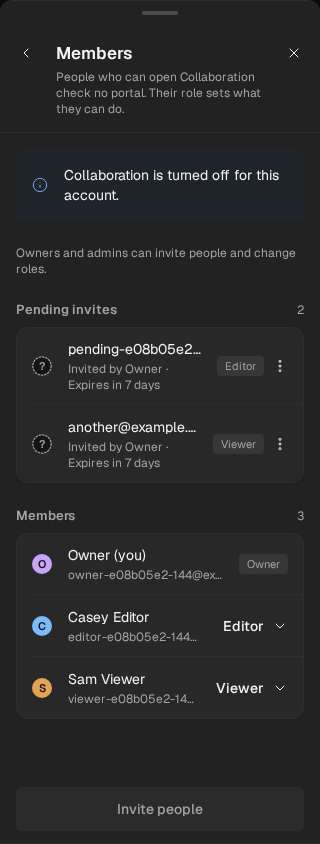 Members
People who can open Collaboration
check no portal. Their role sets what
they can do.
Collaboration is turned off for this
account.
Owners and admins can invite people and change
roles.
Pending invites 2
? pending-e08b05e2... Editor
Invited by Owner ·
Expires in 7 days
? another@example.... Viewer
Invited by Owner ·
Expires in 7 days
Members 3
O Owner (you) Owner
owner-e08b05e2-144@ex...
C Casey Editor Editor
editor-e08b05e2-144...
S Sam Viewer Viewer
viewer-e08b05e2-14...
Invite people